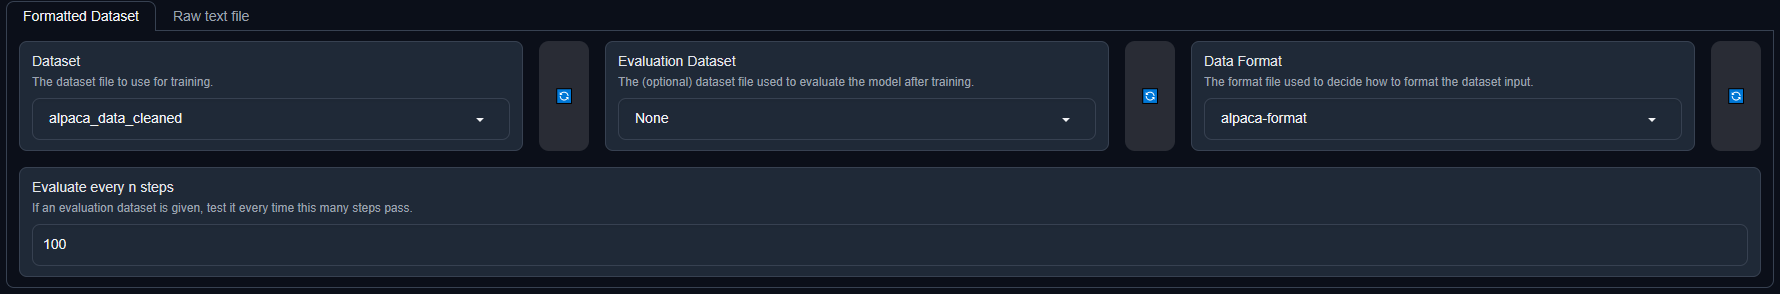 Formatted Dataset
Raw text file
Dataset
The dataset file to use for training.
alpaca_data_cleaned
Evaluation Dataset
The (optional) dataset file used to evaluate the model after training.
None
Data Format
The format file used to decide how to format the dataset input.
alpaca-format
Evaluate every n steps
If an evaluation dataset is given, test it every time this many steps pass.
100